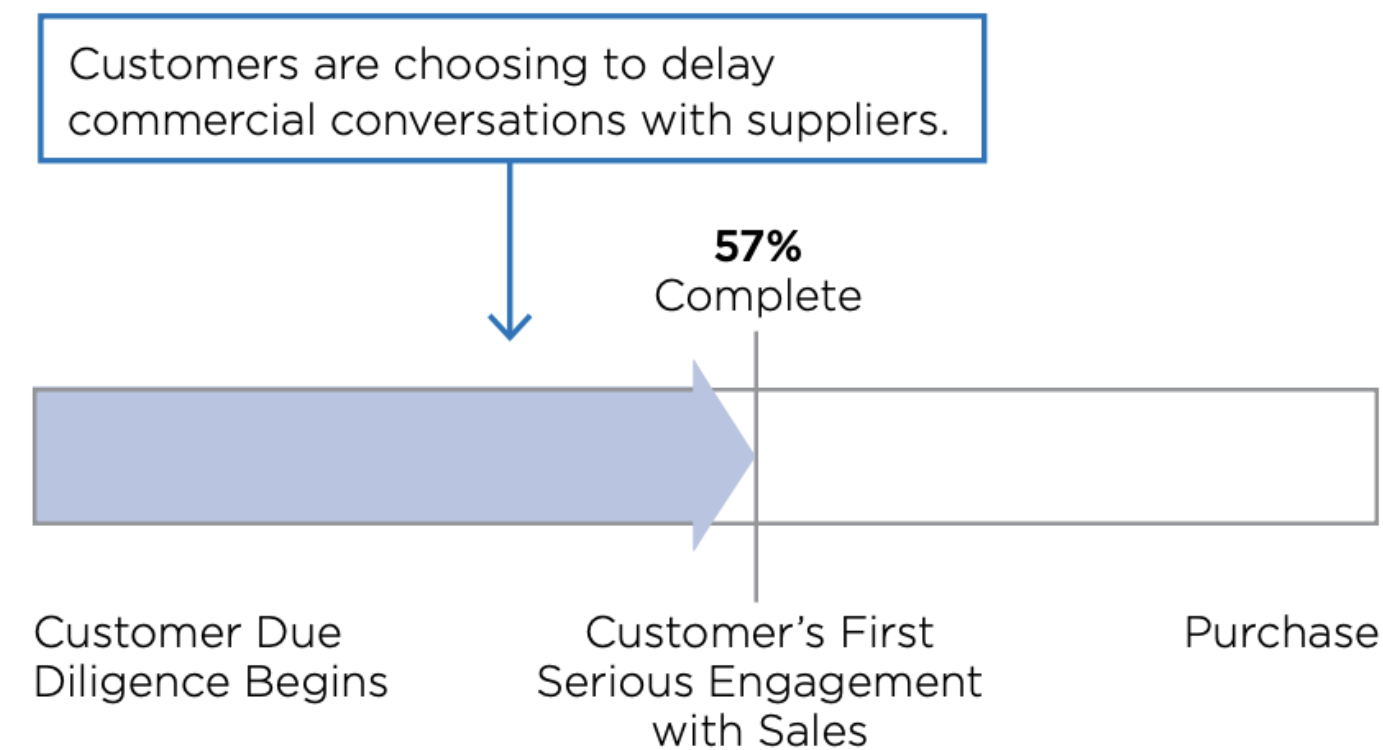 Customers are choosing to delay
commercial conversations with suppliers.
57%
Complete
Customer Due
Diligence Begins
Customer’s First
Serious Engagement
with Sales
Purchase